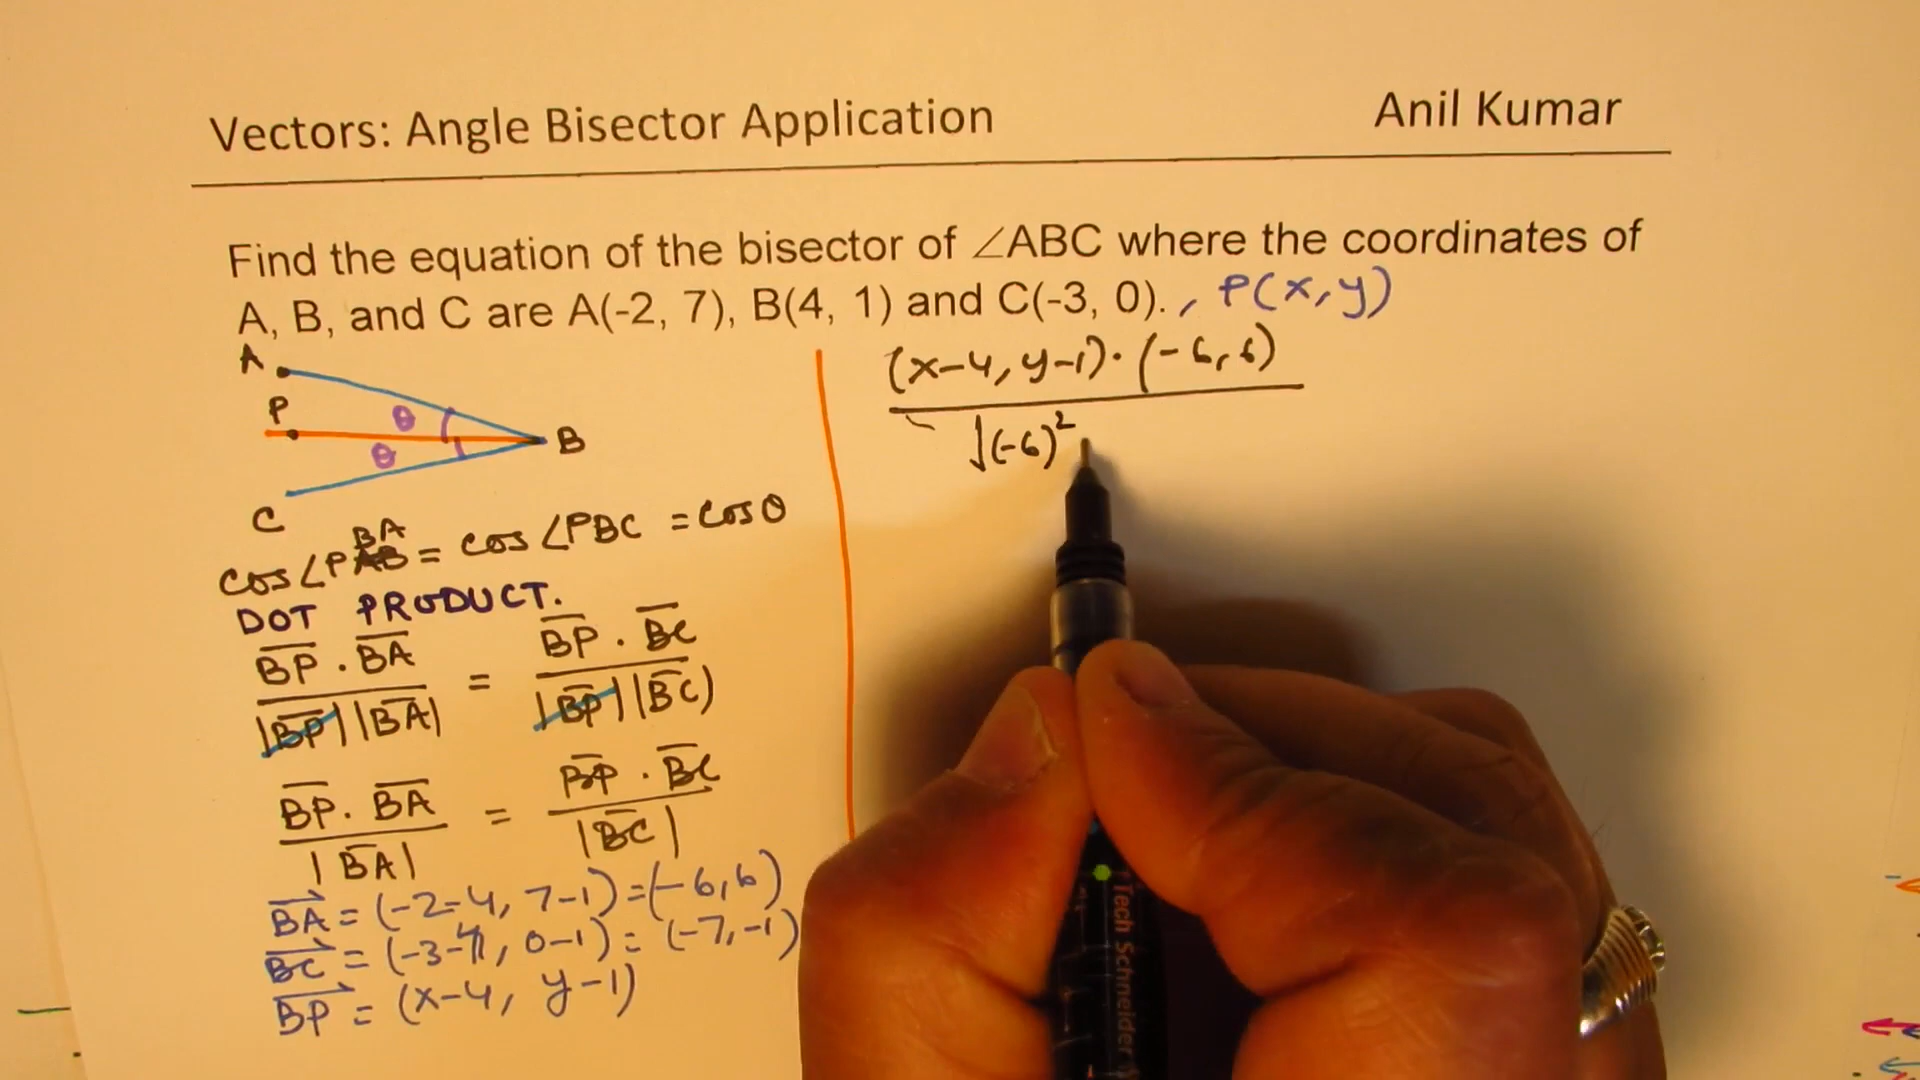 Vectors: Angle Bisector Application
Anil Kumar
Find the equation of the bisector of ∠ABC where the coordinates of
A, B, and C are A(-2, 7), B(4, 1) and C(-3, 0). , P(x, y)
A
P
θ
θ
B
C
BA
cos∠PAB = cos∠PBC = cosθ
DOT PRODUCT.
BP . BA / |BP| |BA| = BP . BC / |BP| |BC)
BP . BA / |BA| = BP . BC / |BC|
BA = (-2-4, 7-1) = (-6, 6)
BC = (-3-4, 0-1) = (-7, -1)
BP = (x-4, y-1)
(x-4, y-1) · (-6, 6)
√(-6)²
Tech Schneider